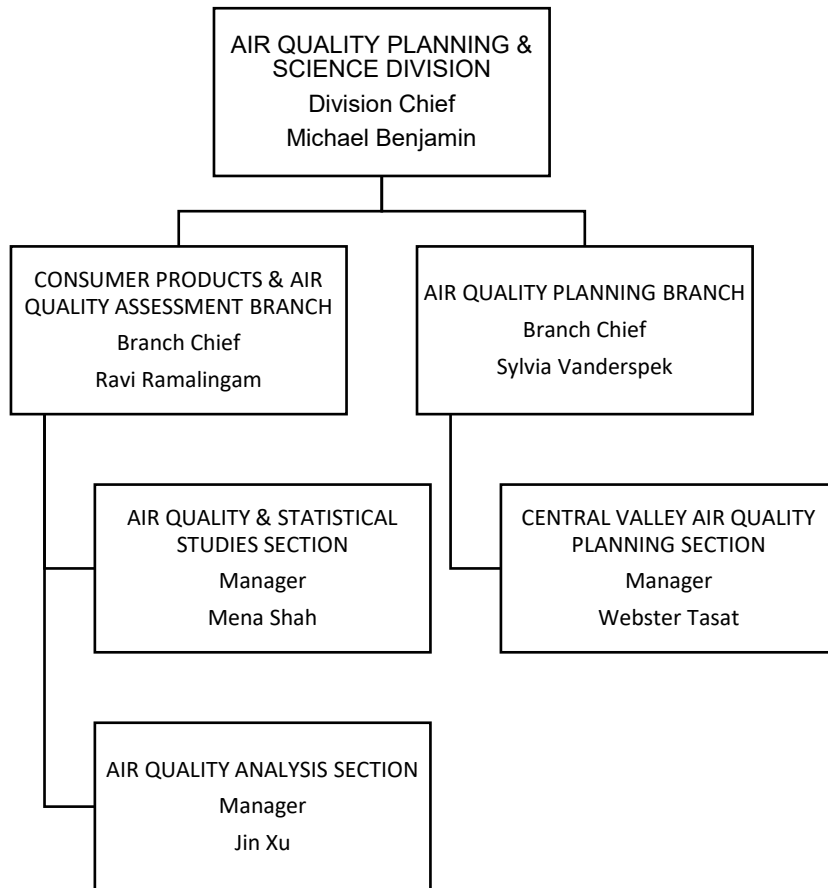 AIR QUALITY PLANNING &
SCIENCE DIVISION
Division Chief
Michael Benjamin
CONSUMER PRODUCTS & AIR
QUALITY ASSESSMENT BRANCH
Branch Chief
Ravi Ramalingam
AIR QUALITY PLANNING BRANCH
Branch Chief
Sylvia Vanderspek
AIR QUALITY & STATISTICAL
STUDIES SECTION
Manager
Mena Shah
CENTRAL VALLEY AIR QUALITY
PLANNING SECTION
Manager
Webster Tasat
AIR QUALITY ANALYSIS SECTION
Manager
Jin Xu